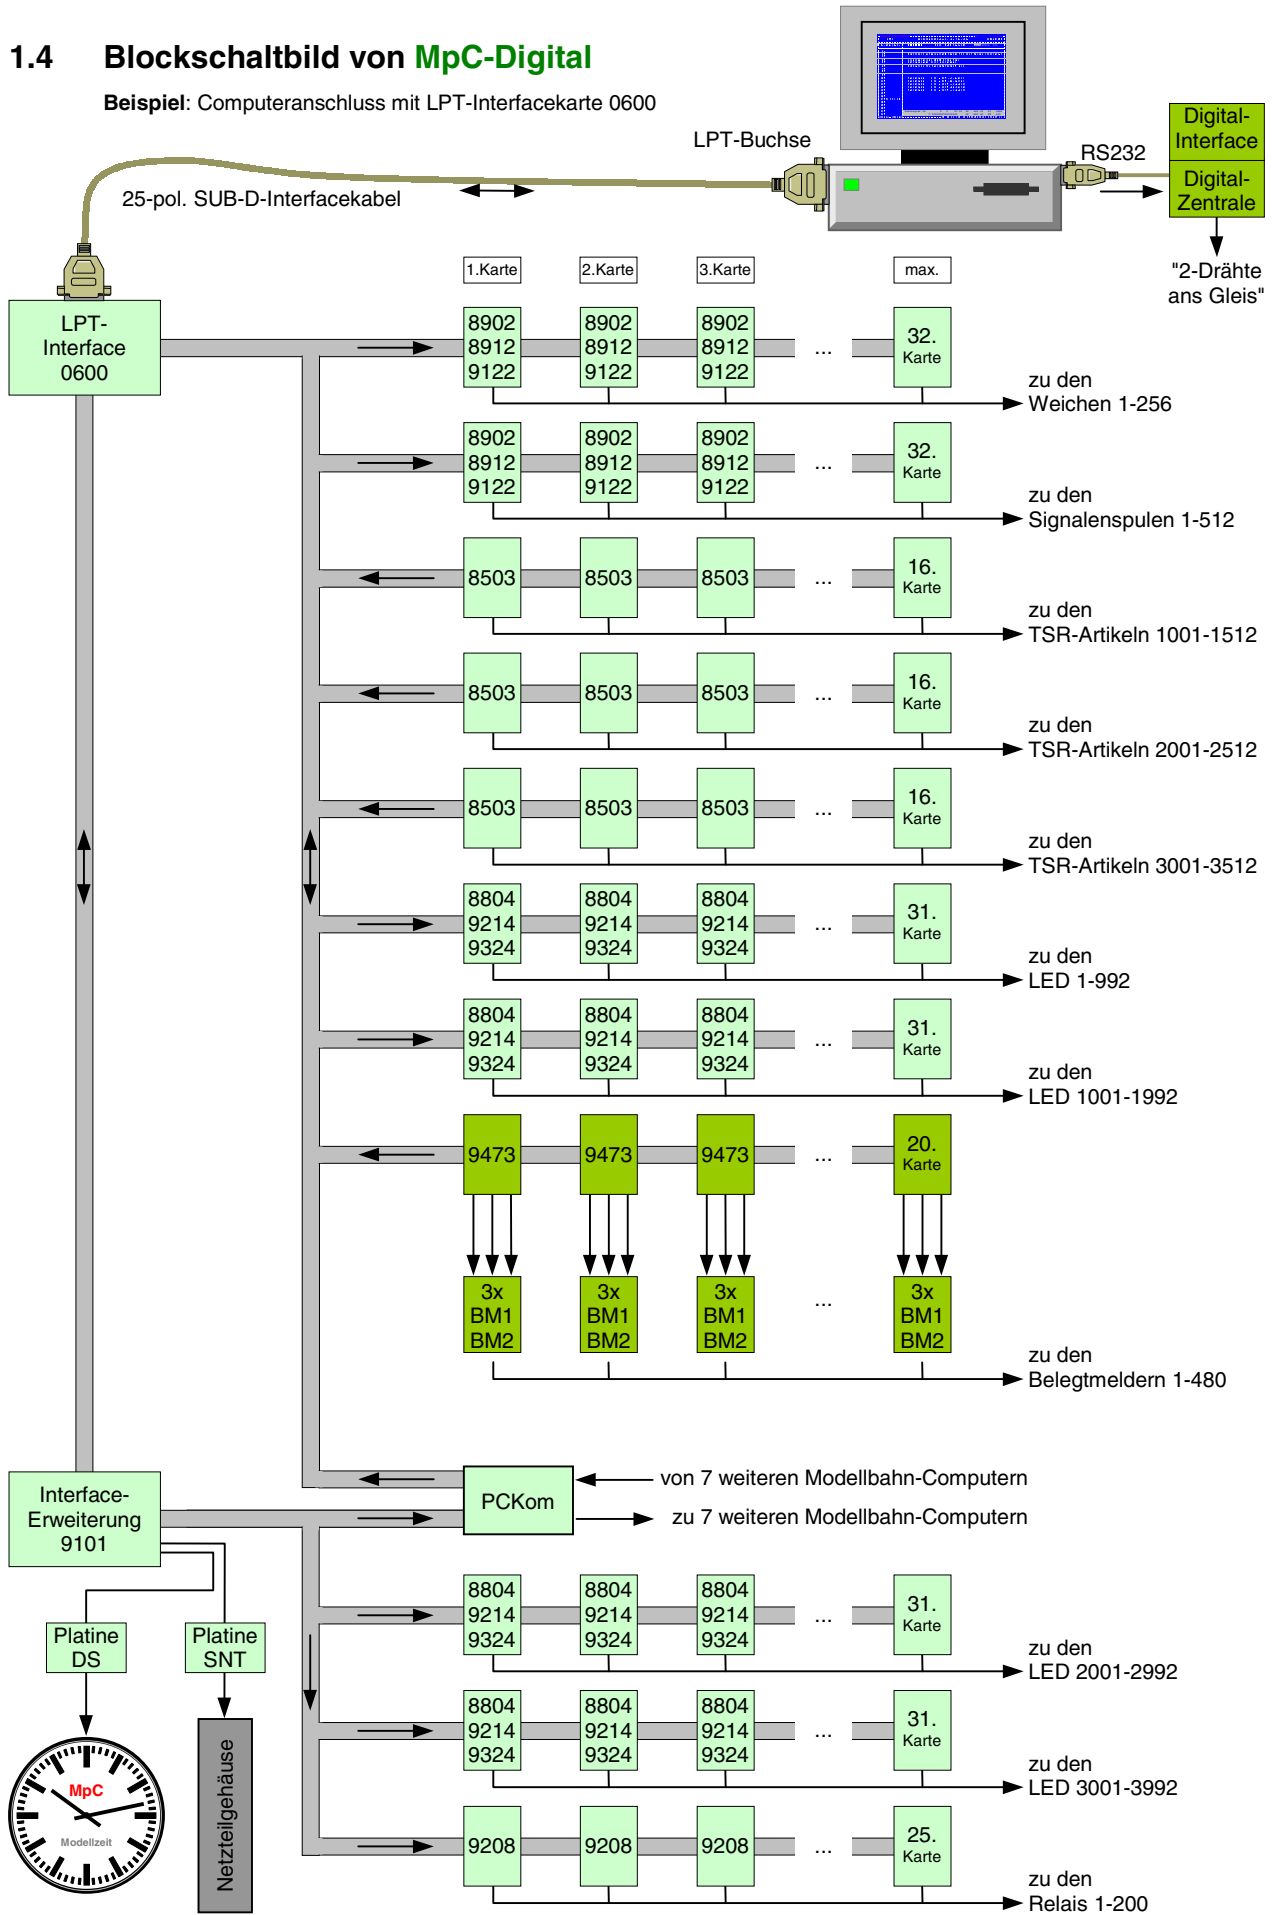 1.4 Blockschaltbild von MpC-Digital
Beispiel: Computeranschluss mit LPT-Interfacekarte 0600
LPT-Buchse
RS232
Digital-
Interface
Digital-
Zentrale
25-pol. SUB-D-Interfacekabel
"2-Drähte
ans Gleis"
1.Karte 2.Karte 3.Karte max.
LPT-
Interface
0600
8902 8902 8902
8912 8912 8912 ... 32.
9122 9122 9122 Karte
zu den
Weichen 1-256
8902 8902 8902
8912 8912 8912 ... 32.
9122 9122 9122 Karte
zu den
Signalenspulen 1-512
8503 8503 8503 ... 16.
Karte
zu den
TSR-Artikeln 1001-1512
8503 8503 8503 ... 16.
Karte
zu den
TSR-Artikeln 2001-2512
8503 8503 8503 ... 16.
Karte
zu den
TSR-Artikeln 3001-3512
8804 8804 8804
9214 9214 9214 ... 31.
9324 9324 9324 Karte
zu den
LED 1-992
8804 8804 8804
9214 9214 9214 ... 31.
9324 9324 9324 Karte
zu den
LED 1001-1992
9473 9473 9473 ... 20.
Karte
3x 3x 3x ... 3x
BM1 BM1 BM1 BM1
BM2 BM2 BM2 BM2
zu den
Belegtmeldern 1-480
Interface-
Erweiterung
9101
PCKom
von 7 weiteren Modellbahn-Computern
zu 7 weiteren Modellbahn-Computern
8804 8804 8804
9214 9214 9214 ... 31.
9324 9324 9324 Karte
zu den
LED 2001-2992
Platine
DS
Platine
SNT
8804 8804 8804
9214 9214 9214 ... 31.
9324 9324 9324 Karte
zu den
LED 3001-3992
MpC
Modellzeit
Netzteilgehäuse
9208 9208 9208 ... 25.
Karte
zu den
Relais 1-200